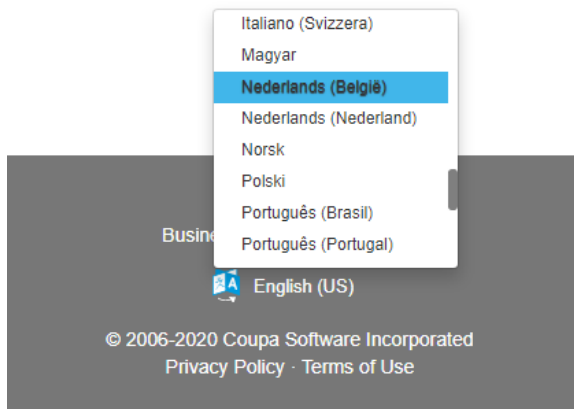 Italiano (Svizzera)
Magyar
Nederlands (België)
Nederlands (Nederland)
Norsk
Polski
Português (Brasil)
Português (Portugal)
English (US)
© 2006-2020 Coupa Software Incorporated
Privacy Policy · Terms of Use